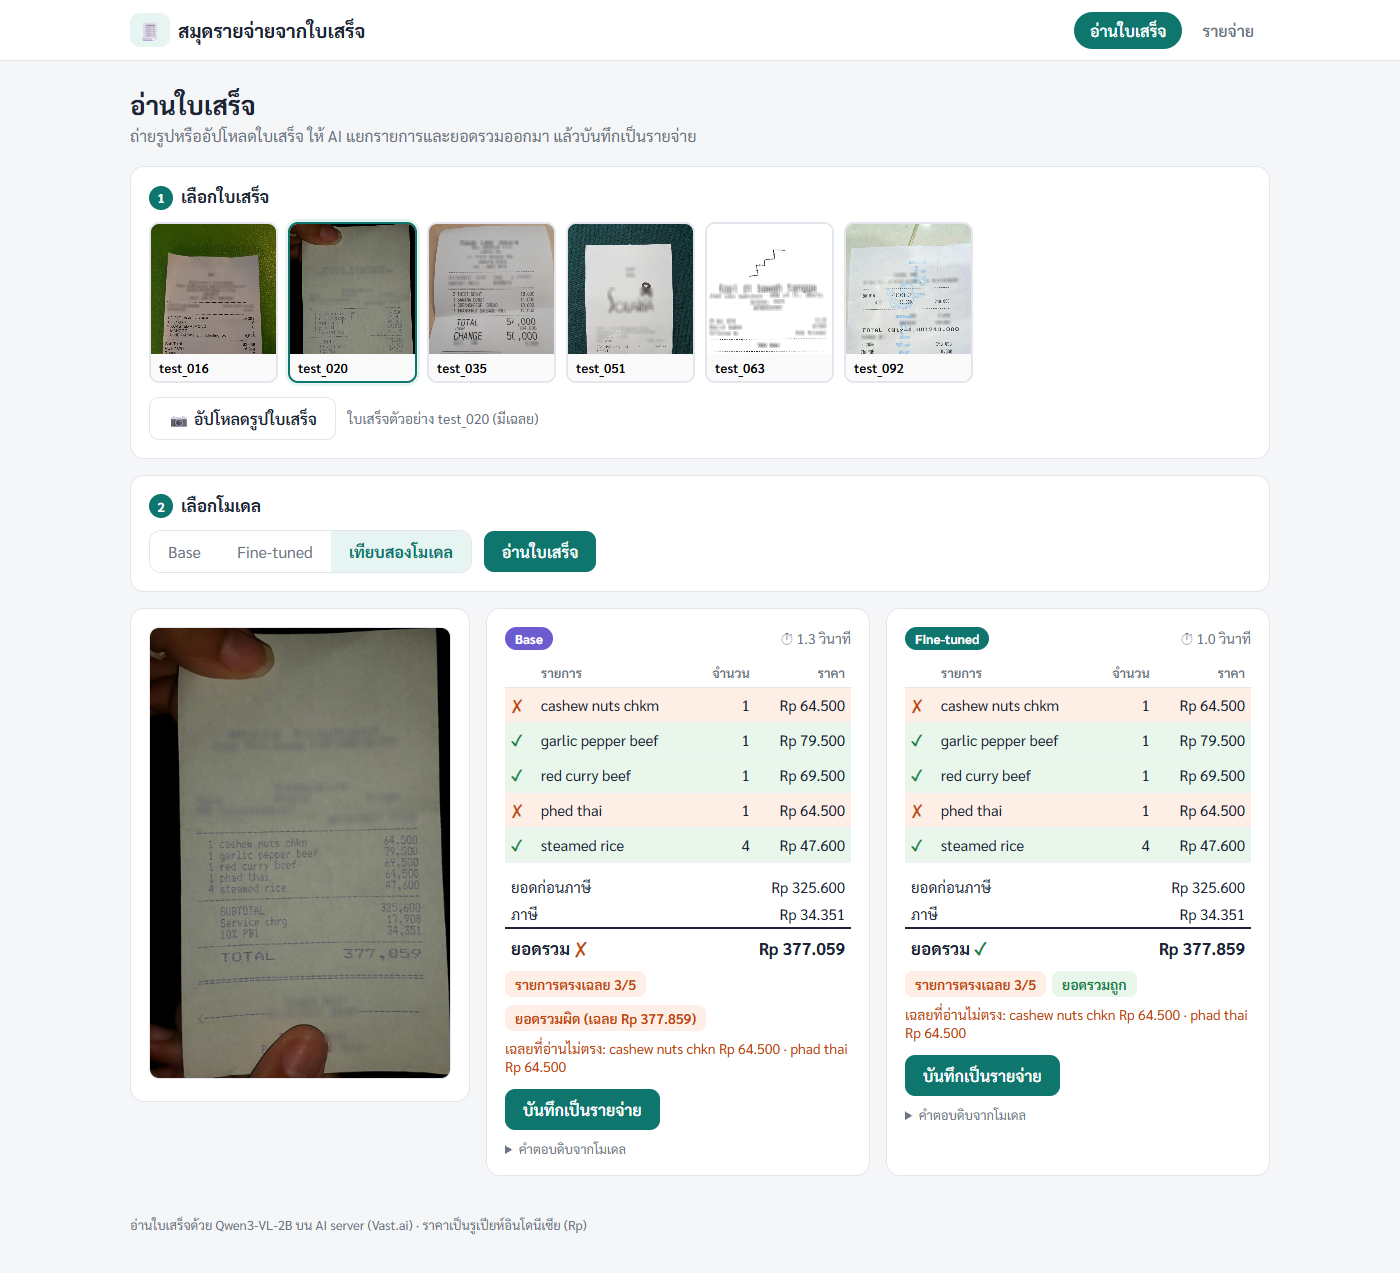 สมุดรายจ่ายจากใบเสร็จ
อ่านใบเสร็จ
รายจ่าย
อ่านใบเสร็จ
ถ่ายรูปหรืออัปโหลดใบเสร็จ ให้ AI แยกรายการและยอดรวมออกมา แล้วบันทึกเป็นรายจ่าย
1 เลือกใบเสร็จ
TOTAL
CHANGE
SOLARIA
test_016
test_020
test_035
test_051
test_063
test_092
📷 อัปโหลดรูปใบเสร็จ
ใบเสร็จตัวอย่าง test_020 (มีเฉลย)
2 เลือกโมเดล
Base
Fine-tuned
เทียบสองโมเดล
อ่านใบเสร็จ
1 cashew nuts chkn 64,500
1 garlic pepper beef 79,500
1 red curry beef 69,500
1 phad thai 64,500
4 steamed rice 47,600
SUBTOTAL 325,600
Service chrg 17,908
10% PB1 34,351
TOTAL 377,859
Base ⏱ 1.3 วินาที
รายการ จำนวน ราคา
✗ cashew nuts chkm 1 Rp 64.500
✓ garlic pepper beef 1 Rp 79.500
✓ red curry beef 1 Rp 69.500
✗ phed thai 1 Rp 64.500
✓ steamed rice 4 Rp 47.600
ยอดก่อนภาษี Rp 325.600
ภาษี Rp 34.351
ยอดรวม ✗ Rp 377.059
รายการตรงเฉลย 3/5
ยอดรวมผิด (เฉลย Rp 377.859)
เฉลยที่อ่านไม่ตรง: cashew nuts chkn Rp 64.500 · phad thai
Rp 64.500
บันทึกเป็นรายจ่าย
▶ คำตอบดิบจากโมเดล
Fine-tuned ⏱ 1.0 วินาที
รายการ จำนวน ราคา
✗ cashew nuts chkm 1 Rp 64.500
✓ garlic pepper beef 1 Rp 79.500
✓ red curry beef 1 Rp 69.500
✗ phed thai 1 Rp 64.500
✓ steamed rice 4 Rp 47.600
ยอดก่อนภาษี Rp 325.600
ภาษี Rp 34.351
ยอดรวม ✓ Rp 377.859
รายการตรงเฉลย 3/5 ยอดรวมถูก
เฉลยที่อ่านไม่ตรง: cashew nuts chkn Rp 64.500 · phad thai
Rp 64.500
บันทึกเป็นรายจ่าย
▶ คำตอบดิบจากโมเดล
อ่านใบเสร็จด้วย Qwen3-VL-2B บน AI server (Vast.ai) · ราคาเป็นรูเปียห์อินโดนีเซีย (Rp)